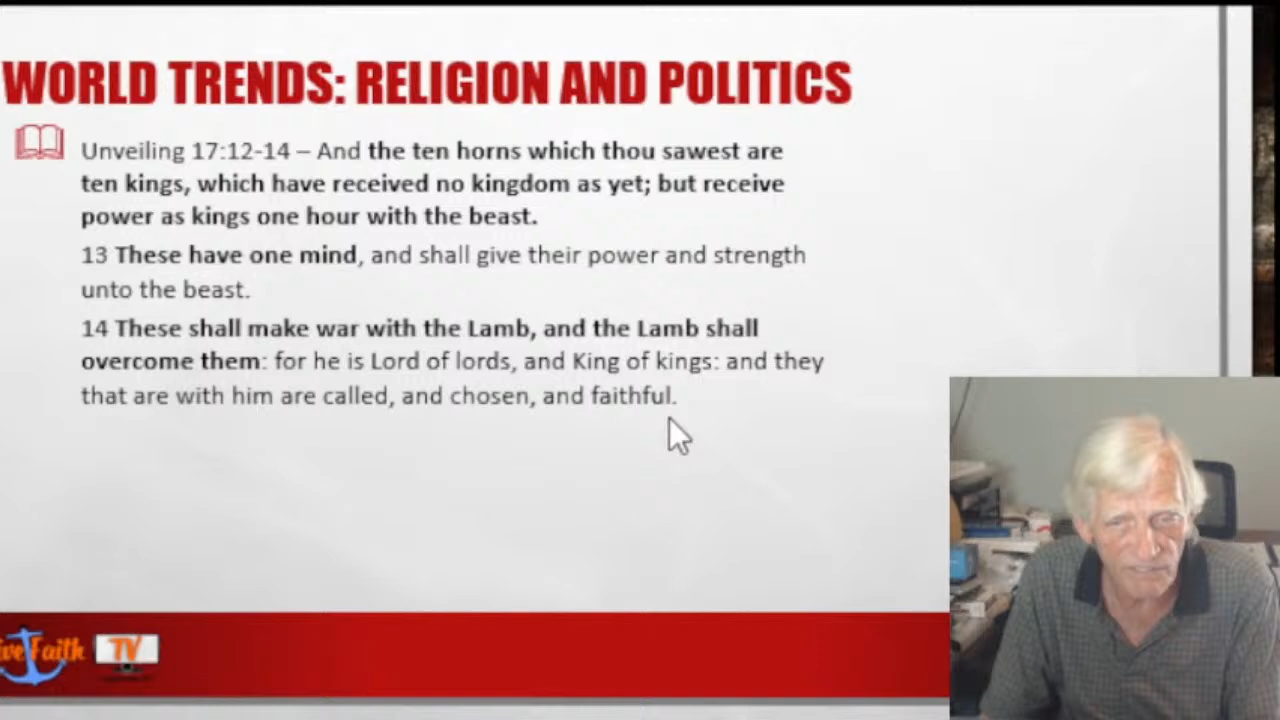 WORLD TRENDS: RELIGION AND POLITICS
Unveiling 17:12-14 – And the ten horns which thou sawest are
ten kings, which have received no kingdom as yet; but receive
power as kings one hour with the beast.
13 These have one mind, and shall give their power and strength
unto the beast.
14 These shall make war with the Lamb, and the Lamb shall
overcome them: for he is Lord of lords, and King of kings: and they
that are with him are called, and chosen, and faithful.
ive Faith TV